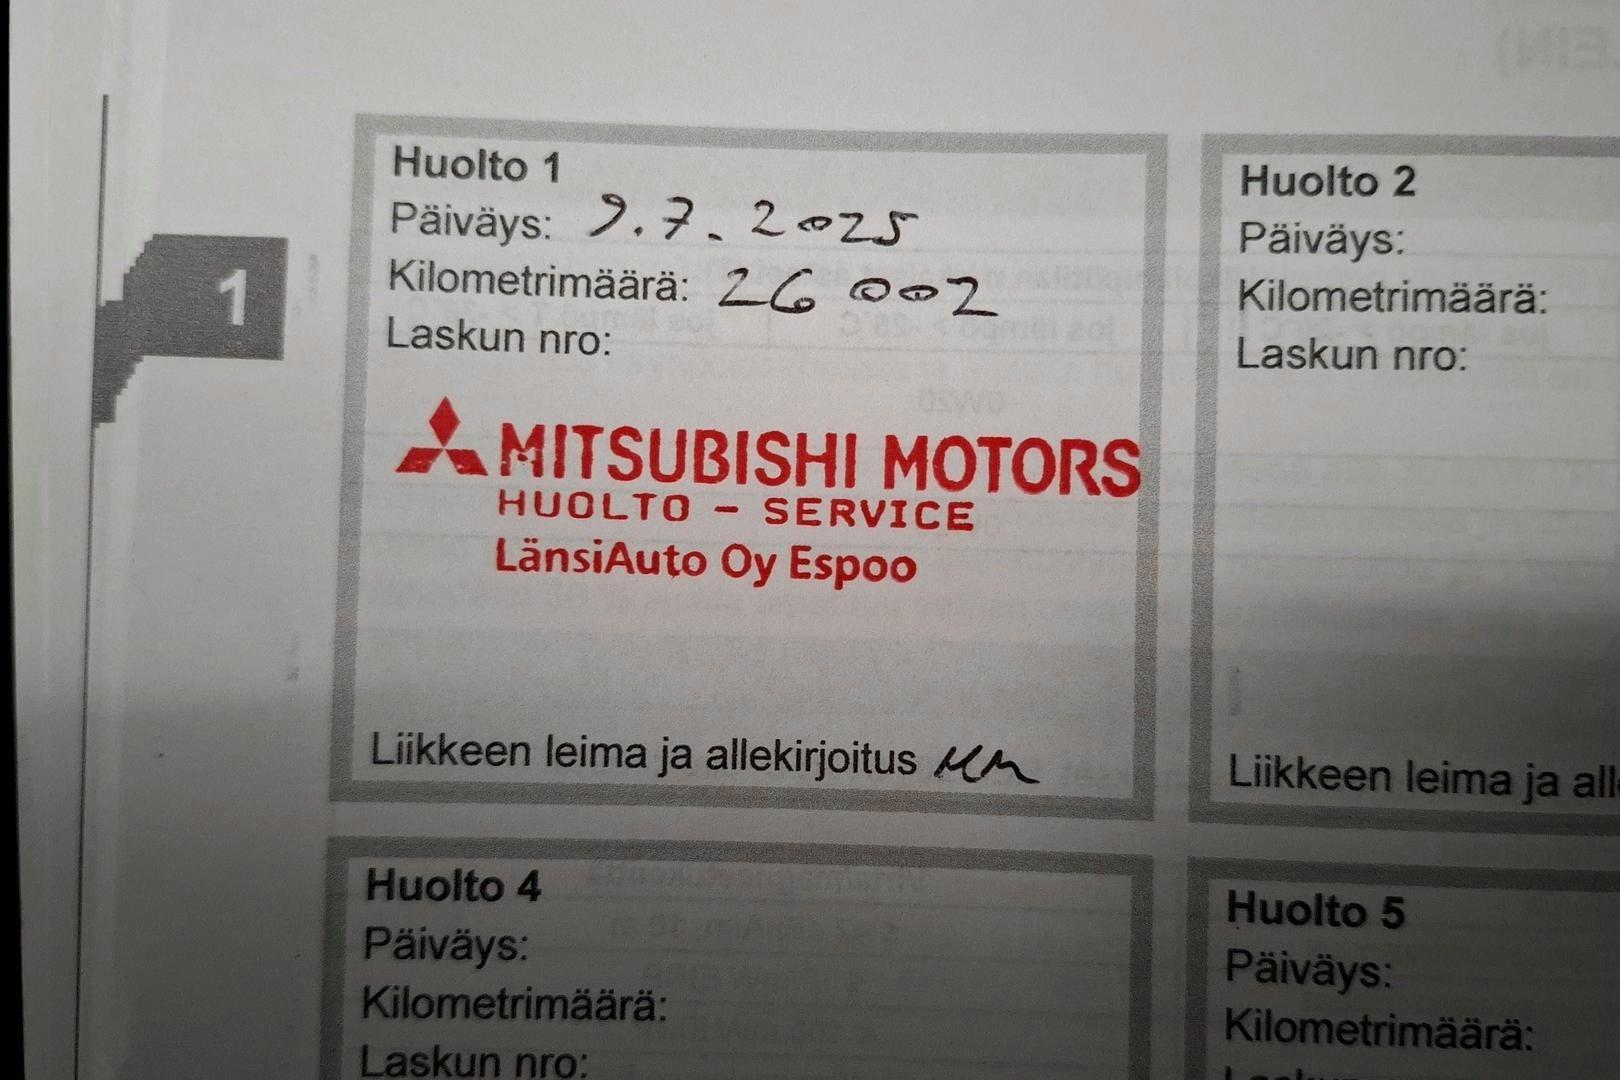 1
Huolto 1
Päiväys: 9.7.2025
Kilometrimäärä: 26 002
Laskun nro:
MITSUBISHI MOTORS
HUOLTO - SERVICE
LänsiAuto Oy Espoo
Liikkeen leima ja allekirjoitus
Huolto 2
Päiväys:
Kilometrimäärä:
Laskun nro:
Liikkeen leima ja all
Huolto 4
Päiväys:
Kilometrimäärä:
Laskun nro:
Huolto 5
Päiväys:
Kilometrimäärä: